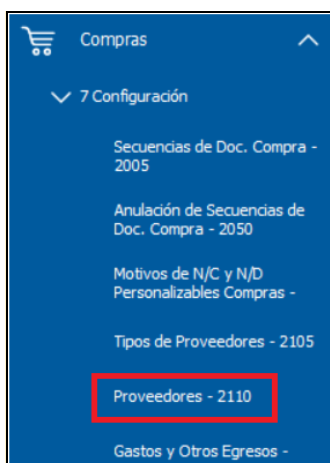 Compras
7 Configuración
Secuencias de Doc. Compra -
2005
Anulación de Secuencias de
Doc. Compra - 2050
Motivos de N/C y N/D
Personalizables Compras -
Tipos de Proveedores - 2105
Proveedores - 2110
Gastos y Otros Egresos -